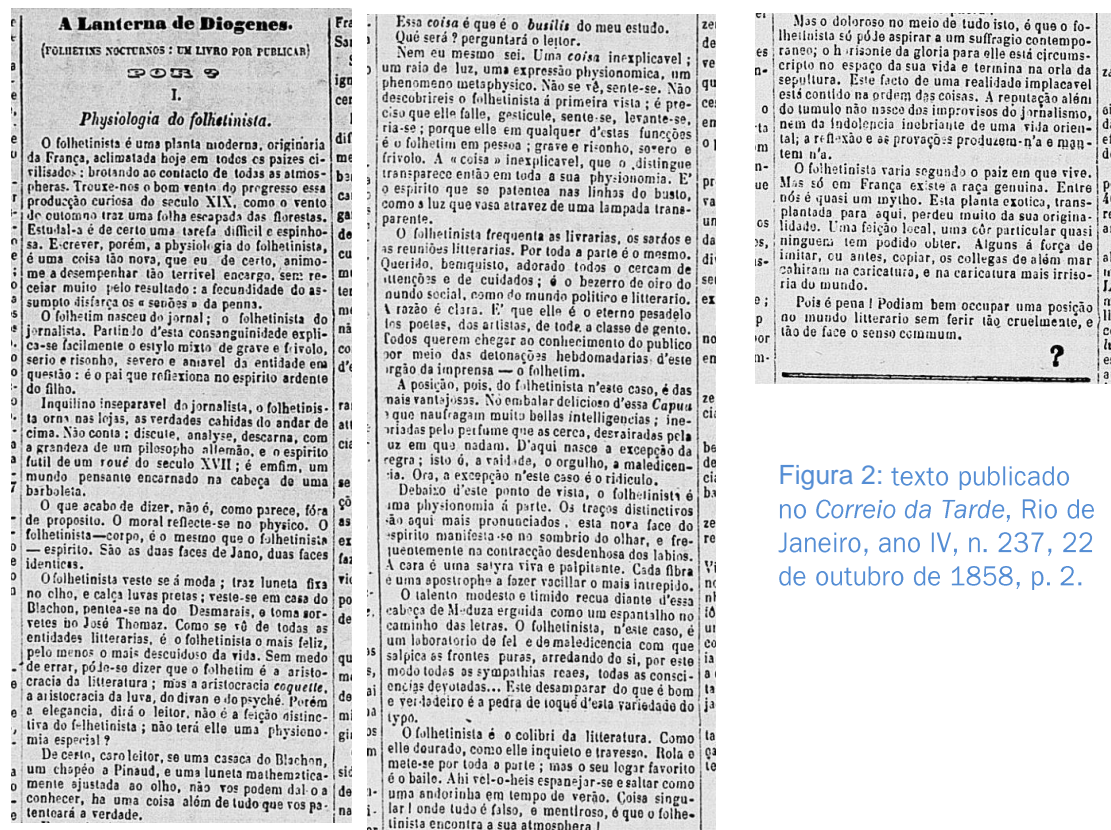 A Lanterna de Diogenes.
(FOLHETINS NOCTURNOS : UM LIVRO POR PUBLICAR)
POR ?
I.
Physiologia do folhetinista.
O folhetinista é uma planta moderna, originaria
da França, aclimatada hoje em todos os paizes ci-
vilisados : brotando ao contacto de todas as atmos-
pheras. Trouxe-nos o bom vento do progresso essa
producção curiosa do seculo XIX, como o vento
de outomno traz uma folha escapada das florestas.
Estudal-a é de certo uma tarefa difficil e espinho-
sa. Escrever, porém, a physiologia do folhetinista,
é uma coisa tão nova, que eu de certo, animo-
me a desempenhar tão terrivel encargo, sem re-
ceiar muito pelo resultado : a fecundidade do as-
sumpto disfarça os « senões » da penna.
O folhetim nasceu do jornal ; o folhetinista do
jornalista. Partindo d'esta consanguinidade expli-
ca-se facilmente o estylo mixto de grave e frivolo,
serio e risonho, severo e amavel da entidade em
questão : é o pai que reflexiona no espirito ardente
do filho.
Inquilino inseparavel do jornalista, o folhetinis-
ta orna nas lojas, as verdades cahidas do andar de
cima. Não conta : discute, analyse, descarna, com
a grandeza de um pilosopho allemão, e o espirito
futil de um roué do seculo XVII ; é emfim, um
mundo pensante encarnado na cabeça de uma
barboleta.
O que acabo de dizer, não é, como parece, fóra
de proposito. O moral reflecte-se no physico. O
folhetinista—corpo, é o mesmo que o folhetinista
— espirito. São as duas faces de Jano, duas faces
identicas.
O folhetinista veste se á moda ; traz luneta fixa
no olho, e calça luvas pretas ; veste-se em casa do
Blachon, pentea-se na do Desmarais, e toma sor-
vetes no José Thomaz. Como se vê de todas as
entidades litterarias, é o folhetinista o mais feliz,
pelo menos o mais descuidoso da vida. Sem medo
de errar, póde-se dizer que o folhetim é a aristo-
cracia da litteratura ; mas a aristocracia coquette,
a aristocracia da luva, do divan e do psyché. Porém
a elegancia, dirá o leitor, não é a feição distinc-
tiva do folhetinista ; não terá elle uma physiono-
mia especial ?
De certo, caro leitor, se uma casaca do Blachon,
um chapéo a Pinaud, e uma luneta mathematica-
mente ajustada ao olho, não vos podem dal-o a
conhecer, ha uma coisa além de tudo que vos pa-
tenteará a verdade.
Essa coisa é que é o busilis do meu estudo.
Qué será ? perguntará o leitor.
Nem eu mesmo sei. Uma coisa inexplicavel ;
um raio de luz, uma expressão physionomica, um
phenomeno metaphysico. Não se vê, sente-se. Não
descobrireis o folhetinista á primeira vista ; é pre-
ciso que elle falle, gesticule, sente-se, levante-se,
ria-se ; porque elle em qualquer d'estas funcções
é o folhetim em pessoa ; grave e risonho, severo e
frivolo. A « coisa » inexplicavel, que o distingue
transparece então em toda a sua physionomia. E'
o espirito que se patentea nas linhas do busto,
como a luz que vasa atravez de uma lampada trans-
parente.
O folhetinista frequenta as livrarias, os saráos e
as reuniões litterarias. Por toda a parte é o mesmo.
Querido, bemquisto, adorado todos o cercam de
attenções e de cuidados ; é o bezerro de oiro do
mundo social, como do mundo politico e litterario.
A razão é clara. E' que elle é o eterno pesadelo
dos poetas, dos artistas, de toda a classe de gente.
Todos querem chegar ao conhecimento do publico
por meio das detonações hebdomadarias d'este
orgão da imprensa — o folhetim.
A posição, pois, do folhetinista n'este caso, é das
mais vantajosas. No embalar delicioso d'essa Capua
é que naufragam muito bellas intelligencias ; ine-
briadas pelo perfume que as cerca, desvairadas pela
luz em que nadam. D'aqui nasce a excepção da
regra ; isto é, a vaidade, o orgulho, a maledicen-
cia. Ora, a excepção n'este caso é o ridiculo.
Debaixo d'este ponto de vista, o folhetinista é
uma physionomia á parte. Os traços distinctivos
são aqui mais pronunciados, esta nova face do
espirito manifesta-se no sombrio do olhar, e fre-
quentemente na contracção desdenhosa dos labios.
A cara é uma satyra viva e palpitante. Cada fibra
é uma apostrophe a fazer vacillar o mais intrepido.
O talento modesto e timido recua diante d'essa
cabeça de Meduza erguida como um espantalho no
caminho das letras. O folhetinista, n'este caso, é
um laboratorio de fel e de maledicencia com que
salpica as frontes puras, arredando do si, por este
modo todas as sympathias reaes, todas as consci-
encias devotadas... Este desamparar do que é bom
e verdadeiro é a pedra de toque d'esta variedade do
typo.
O folhetinista é o colibri da litteratura. Como
elle dourado, como elle inquieto e travesso. Rola e
mete-se por toda a parte ; mas o seu logar favorito
é o baile. Ahi vel-o-heis espanejar-se e saltar como
uma andorinha em tempo de verão. Coisa singu-
lar ! onde tudo é falso, e mentiroso, é que o folhe-
tinista encontra a sua atmosphera !
Mas o doloroso no meio de tudo isto, é que o fo-
lhetinista só póde aspirar a um suffragio contempo-
raneo; o horisonte da gloria para elle está circums-
cripto no espaço da sua vida e termina na orla da
sepultura. Este facto de uma realidade implacavel
está contido na ordem das coisas. A reputação além
do tumulo não nasce dos improvisos do jornalismo,
nem da indolencia inebriante de uma vida orien-
tal; a reflexão e as provações produzem-n'a e man-
tem n'a.
O folhetinista varia segundo o paiz em que vive.
Mas só em França existe a raça genuina. Entre
nós é quasi um mytho. Esta planta exotica, trans-
plantada para aqui, perdeu muito da sua origina-
lidade. Uma feição local, uma côr particular quasi
ninguem tem podido obter. Alguns á força de
imitar, ou antes, copiar, os collegas de além mar
cahiram na caricatura, e na caricatura mais irriso-
ria do mundo.
Pois é pena ! Podiam bem occupar uma posição
no mundo litterario sem ferir tão cruelmente, e
tão de face o senso commum.
?
Figura 2: texto publicado
no Correio da Tarde, Rio de
Janeiro, ano IV, n. 237, 22
de outubro de 1858, p. 2.